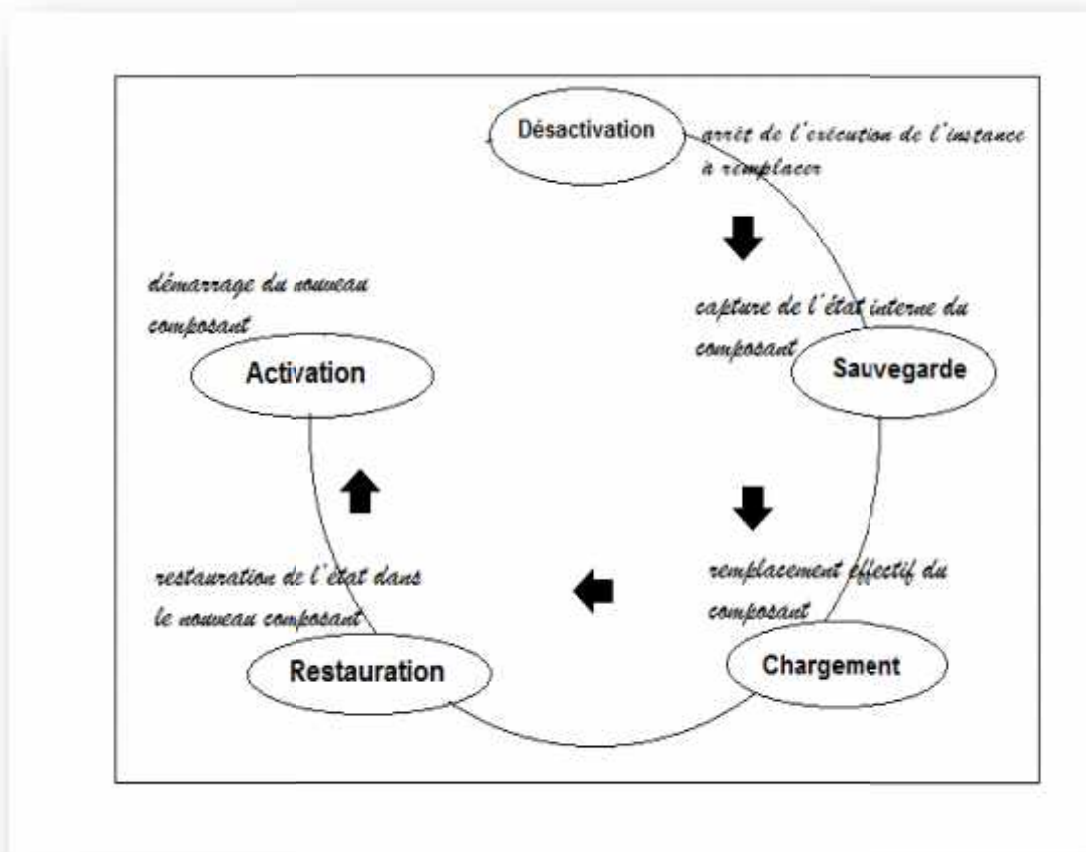 Désactivation
arrêt de l'exécution de l'instance
à remplacer
capture de l'état interne du
composant
Sauvegarde
remplacement effectif du
composant
Chargement
restauration de l'état dans
le nouveau composant
Restauration
démarrage du nouveau
composant
Activation